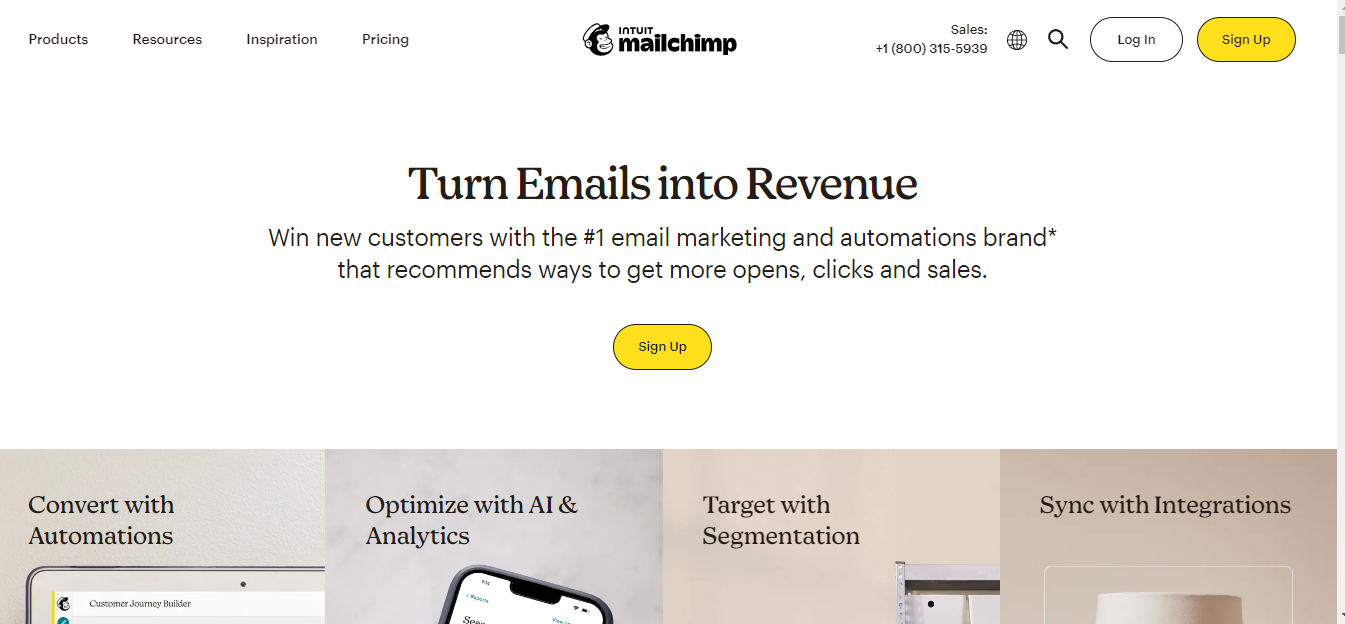 Products Resources Inspiration Pricing
INTUIT
mailchimp
Sales:
+1 (800) 315-5939
Log In
Sign Up
Turn Emails into Revenue
Win new customers with the #1 email marketing and automations brand*
that recommends ways to get more opens, clicks and sales.
Sign Up
Convert with
Automations
Customer Journey Builder
Optimize with AI &
Analytics
7:14
Reports
Target with
Segmentation
Sync with Integrations